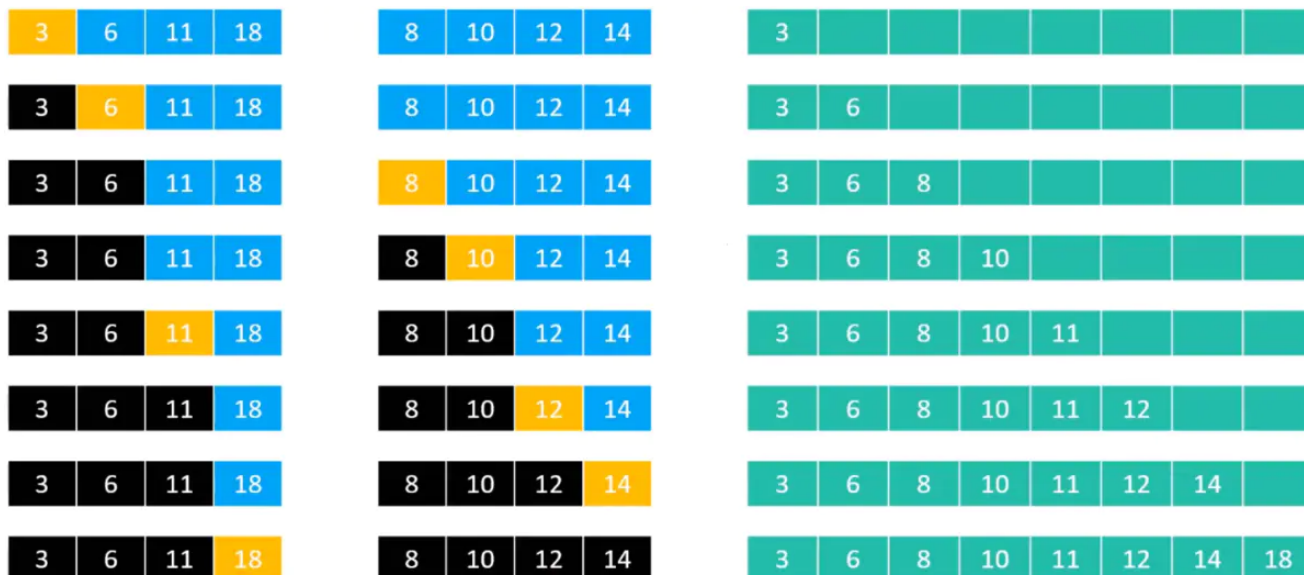 3 6 11 18 8 10 12 14 3
3 6 11 18 8 10 12 14 3 6
3 6 11 18 8 10 12 14 3 6 8
3 6 11 18 8 10 12 14 3 6 8 10
3 6 11 18 8 10 12 14 3 6 8 10 11
3 6 11 18 8 10 12 14 3 6 8 10 11 12
3 6 11 18 8 10 12 14 3 6 8 10 11 12 14
3 6 11 18 8 10 12 14 3 6 8 10 11 12 14 18